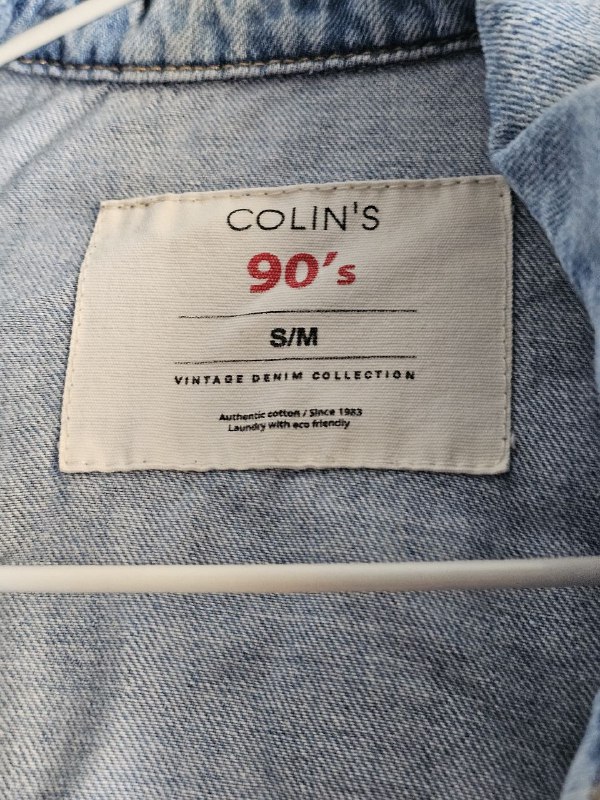 COLIN'S
90's
S/M
VINTAGE DENIM COLLECTION
Authentic cotton / Since 1983
Laundry with eco friendly